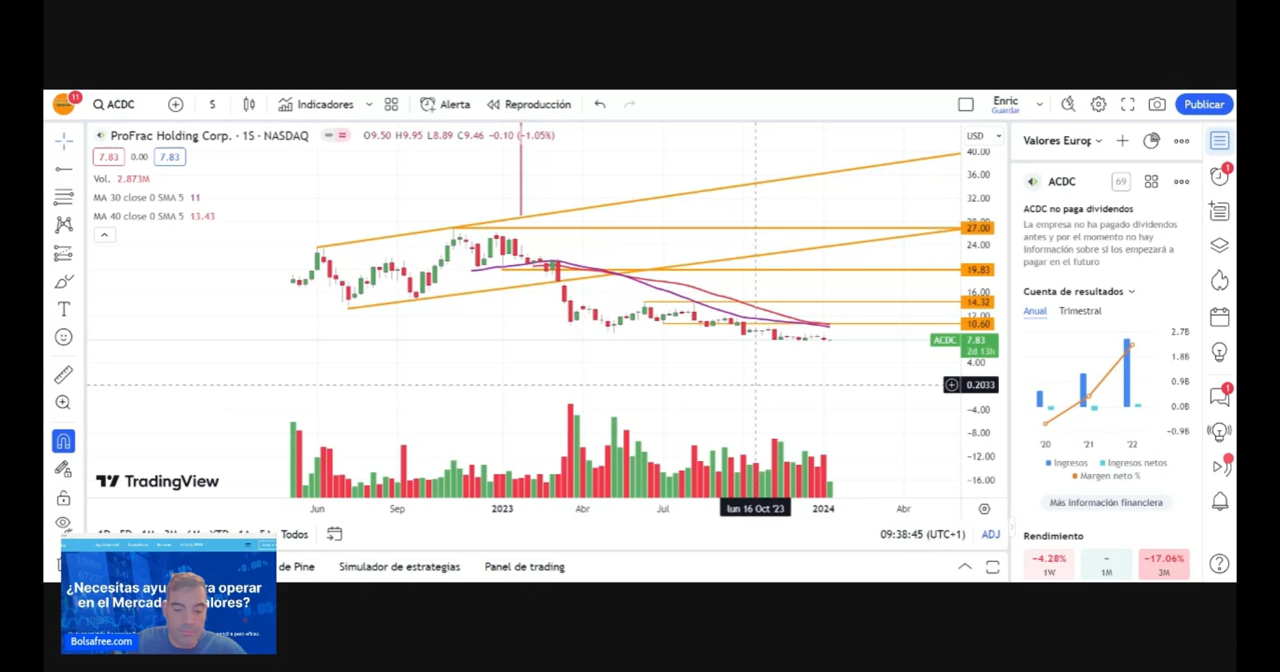 11
ACDC
S
Indicadores
Alerta
Reproducción
Enric
Guardar
Publicar
ProFrac Holding Corp. · 1S · NASDAQ
O9.50 H9.95 L8.89 C9.46 −0.10 (−1.05%)
USD
7.83
0.00
7.83
Vol. 2.873M
MA 30 close 0 SMA 5 11
MA 40 close 0 SMA 5 13.43
40.00
36.00
32.00
28.00
27.00
24.00
19.83
16.00
14.32
12.00
10.60
ACDC 7.83
2d 13h
4.00
0.2033
−4.00
−8.00
−12.00
−16.00
TradingView
Jun
Sep
2023
Abr
Jul
lun 16 Oct '23
2024
Abr
Todos
09:38:45 (UTC+1)
ADJ
de Pine
Simulador de estrategias
Panel de trading
Valores Europ
ACDC
69
ACDC no paga dividendos
La empresa no ha pagado dividendos
antes y por el momento no hay
información sobre si los empezará a
pagar en el futuro
Cuenta de resultados
Anual
Trimestral
2.7B
1.8B
0.9B
0.0B
−0.9B
'20
'21
'22
Ingresos
Ingresos netos
Margen neto %
Más información financiera
Rendimiento
−4.28%
1W
–
1M
−17.06%
3M
1
1
¿Necesitas ayu ra operar
en el Mercad alores?
Bolsafree.com